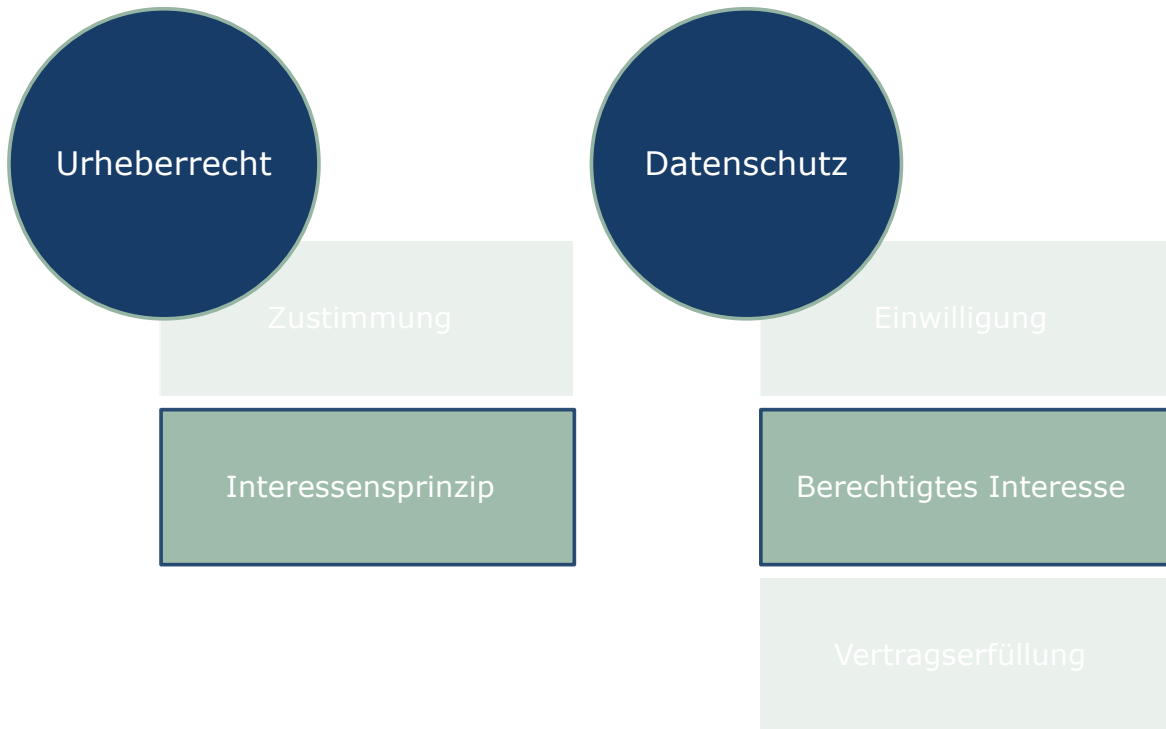 Urheberrecht
Zustimmung
Interessensprinzip
Datenschutz
Einwilligung
Berechtigtes Interesse
Vertragserfüllung